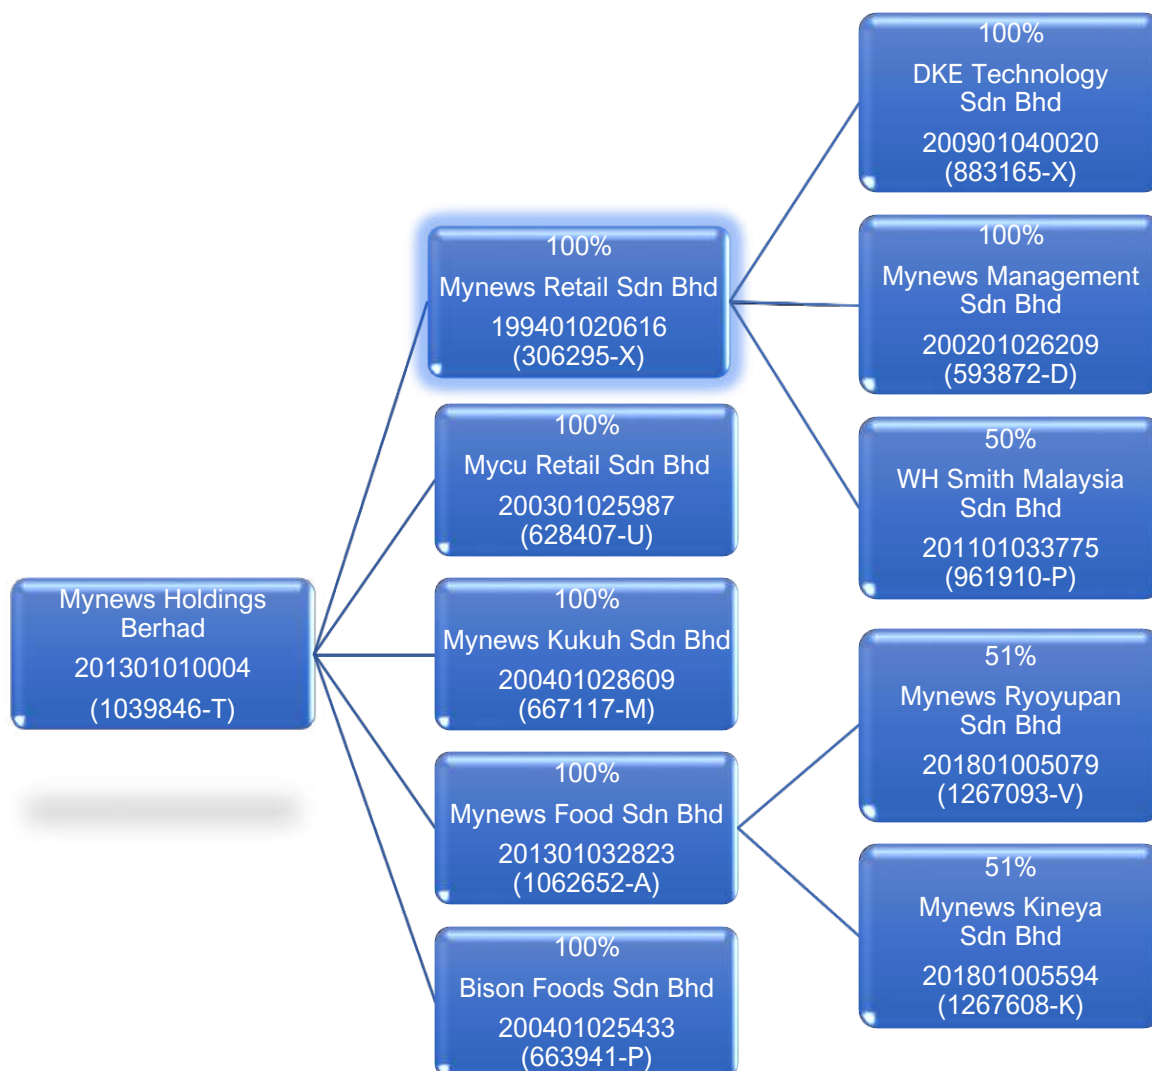 Mynews Holdings
Berhad
201301010004
(1039846-T)
100%
Mynews Retail Sdn Bhd
199401020616
(306295-X)
100%
Mycu Retail Sdn Bhd
200301025987
(628407-U)
100%
Mynews Kukuh Sdn Bhd
200401028609
(667117-M)
100%
Mynews Food Sdn Bhd
201301032823
(1062652-A)
100%
Bison Foods Sdn Bhd
200401025433
(663941-P)
100%
DKE Technology
Sdn Bhd
200901040020
(883165-X)
100%
Mynews Management
Sdn Bhd
200201026209
(593872-D)
50%
WH Smith Malaysia
Sdn Bhd
201101033775
(961910-P)
51%
Mynews Ryoyupan
Sdn Bhd
201801005079
(1267093-V)
51%
Mynews Kineya
Sdn Bhd
201801005594
(1267608-K)